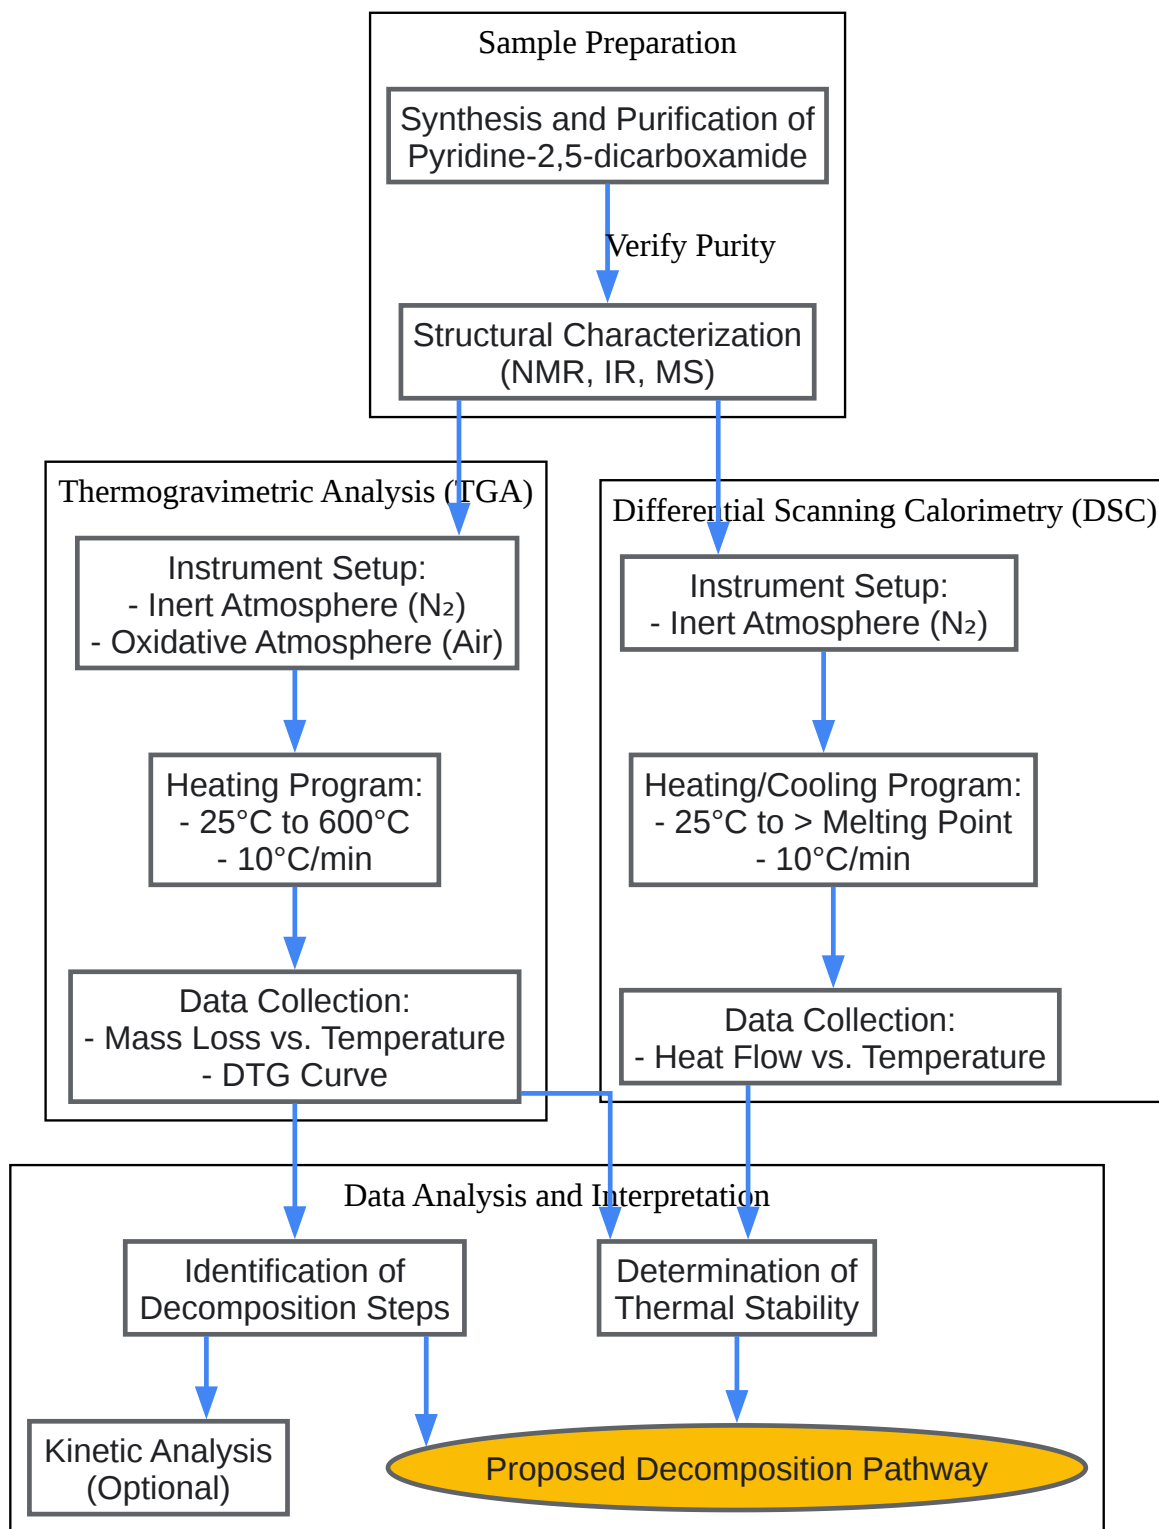 Sample Preparation
Synthesis and Purification of
Pyridine-2,5-dicarboxamide
Verify Purity
Structural Characterization
(NMR, IR, MS)
Thermogravimetric Analysis (TGA)
Instrument Setup:
- Inert Atmosphere (N₂)
- Oxidative Atmosphere (Air)
Heating Program:
- 25°C to 600°C
- 10°C/min
Data Collection:
- Mass Loss vs. Temperature
- DTG Curve
Differential Scanning Calorimetry (DSC)
Instrument Setup:
- Inert Atmosphere (N₂)
Heating/Cooling Program:
- 25°C to > Melting Point
- 10°C/min
Data Collection:
- Heat Flow vs. Temperature
Data Analysis and Interpretation
Identification of
Decomposition Steps
Determination of
Thermal Stability
Kinetic Analysis
(Optional)
Proposed Decomposition Pathway